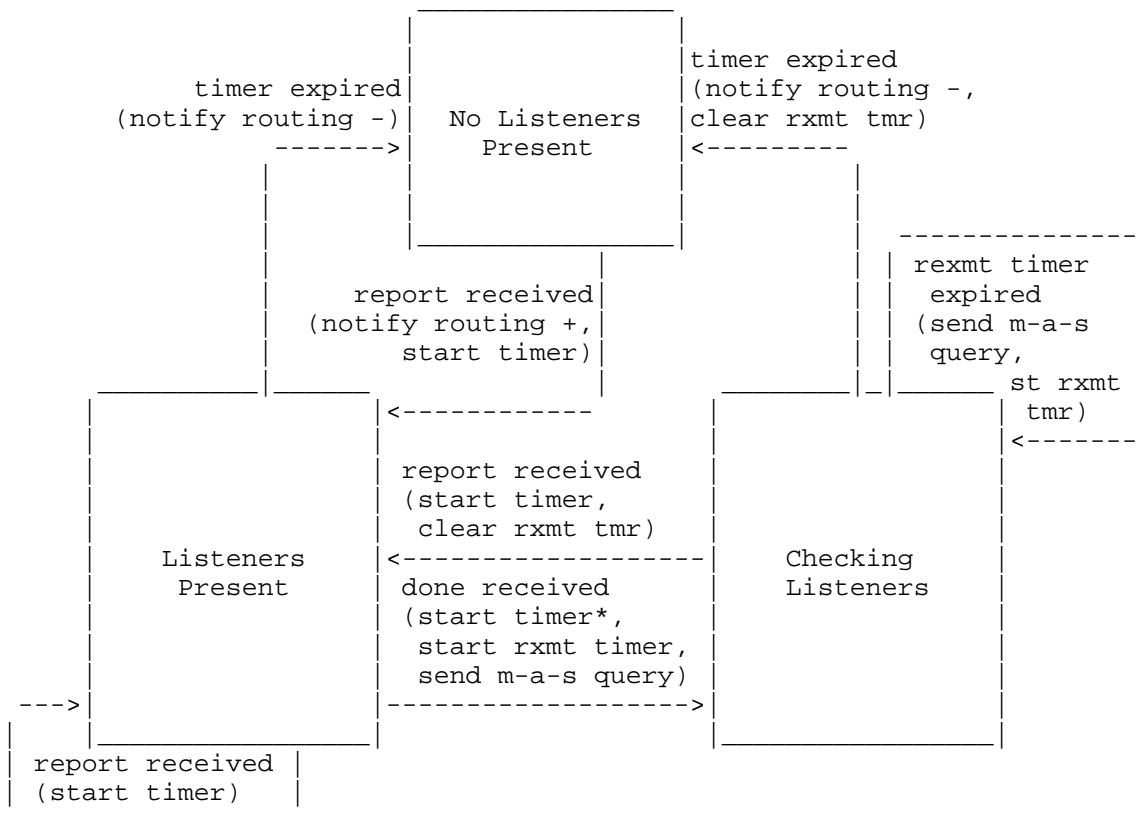 timer expired
(notify routing -)
No Listeners
Present
timer expired
(notify routing -,
clear rxmt tmr)
report received
(notify routing +,
start timer)
rexmt timer
expired
(send m-a-s
query,
st rxmt
tmr)
Listeners
Present
report received
(start timer,
clear rxmt tmr)
done received
(start timer*,
start rxmt timer,
send m-a-s query)
Checking
Listeners
report received
(start timer)